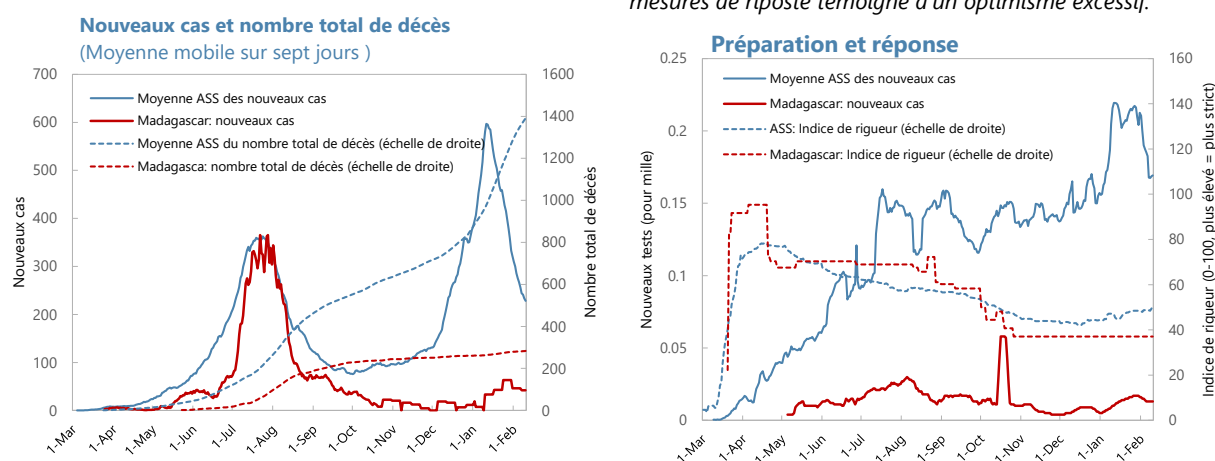 mesures de riposte témoigne d'un optimisme excessif.
Nouveaux cas et nombre total de décès
(Moyenne mobile sur sept jours )
700
600
500
400
300
200
100
0
1600
1400
1200
1000
800
600
400
200
0
Nouveaux cas
Nombre total de décès
Moyenne ASS des nouveaux cas
Madagascar: nouveaux cas
Moyenne ASS du nombre total de décès (échelle de droite)
Madagasca: nombre total de décès (échelle de droite)
1-Mar
1-Apr
1-May
1-Jun
1-Jul
1-Aug
1-Sep
1-Oct
1-Nov
1-Dec
1-Jan
1-Feb
Préparation et réponse
0.25
0.2
0.15
0.1
0.05
0
160
140
120
100
80
60
40
20
0
Nouveaux tests (pour mille)
Indice de riqueur (0-100, plus élevé = plus strict)
Moyenne ASS des nouveaux cas
Madagascar: nouveaux cas
ASS: Indice de rigueur (échelle de droite)
Madagascar: Indice de rigueur (échelle de droite)
1-Mar
1-Apr
1-May
1-Jun
1-Jul
1-Aug
1-Sep
1-Oct
1-Nov
1-Dec
1-Jan
1-Feb